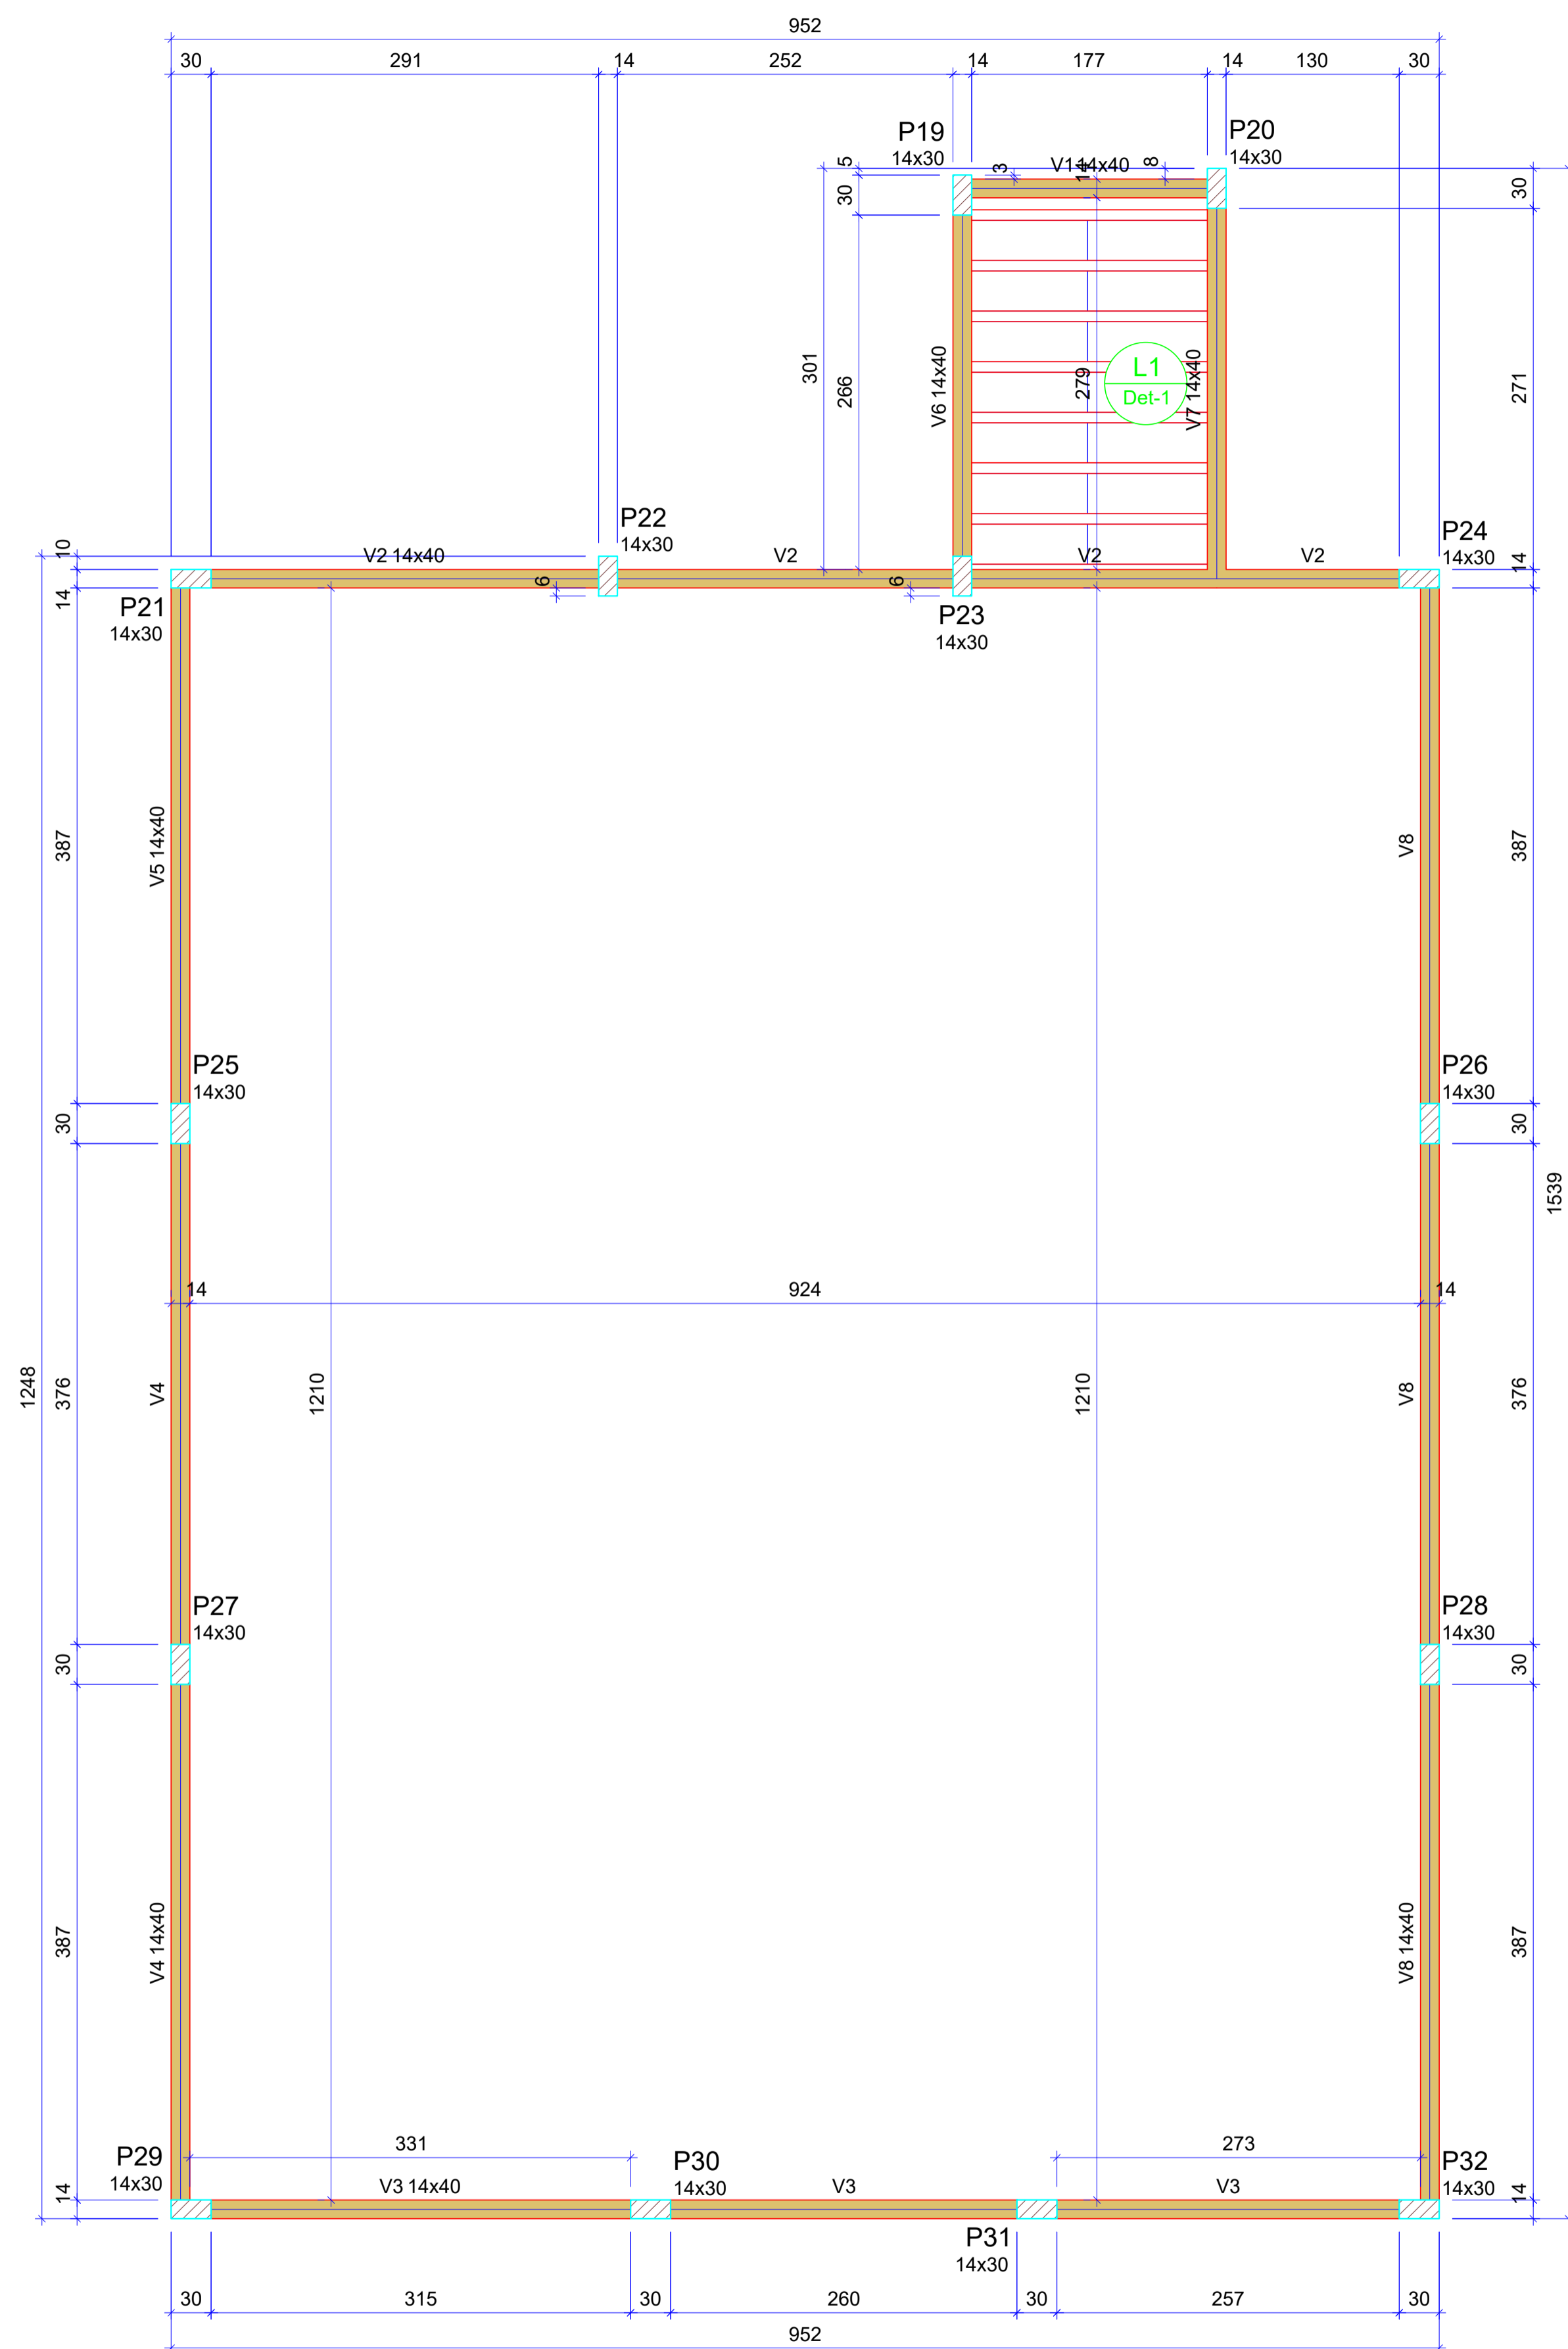 952
30 291 14 252 14 177 14 130 30
P19
14x30
P20
14x30
5
3
V1 14x40
14
8
30
30
301
266
V6 14x40
279
L1
Det-1
V7 14x40
271
P22
14x30
P24
14x30
10
V2 14x40
V2
V2
V2
14
6
6
14
P21
14x30
P23
14x30
387
V5 14x40
V8
387
P25
14x30
P26
14x30
30
30
1539
14
924
14
1248
376
V4
1210
1210
V8
376
P27
14x30
P28
14x30
30
30
387
V4 14x40
V8 14x40
387
331
273
P29
14x30
P30
14x30
P32
14x30
14
V3 14x40
V3
V3
14
P31
14x30
30 315 30 260 30 257 30
952